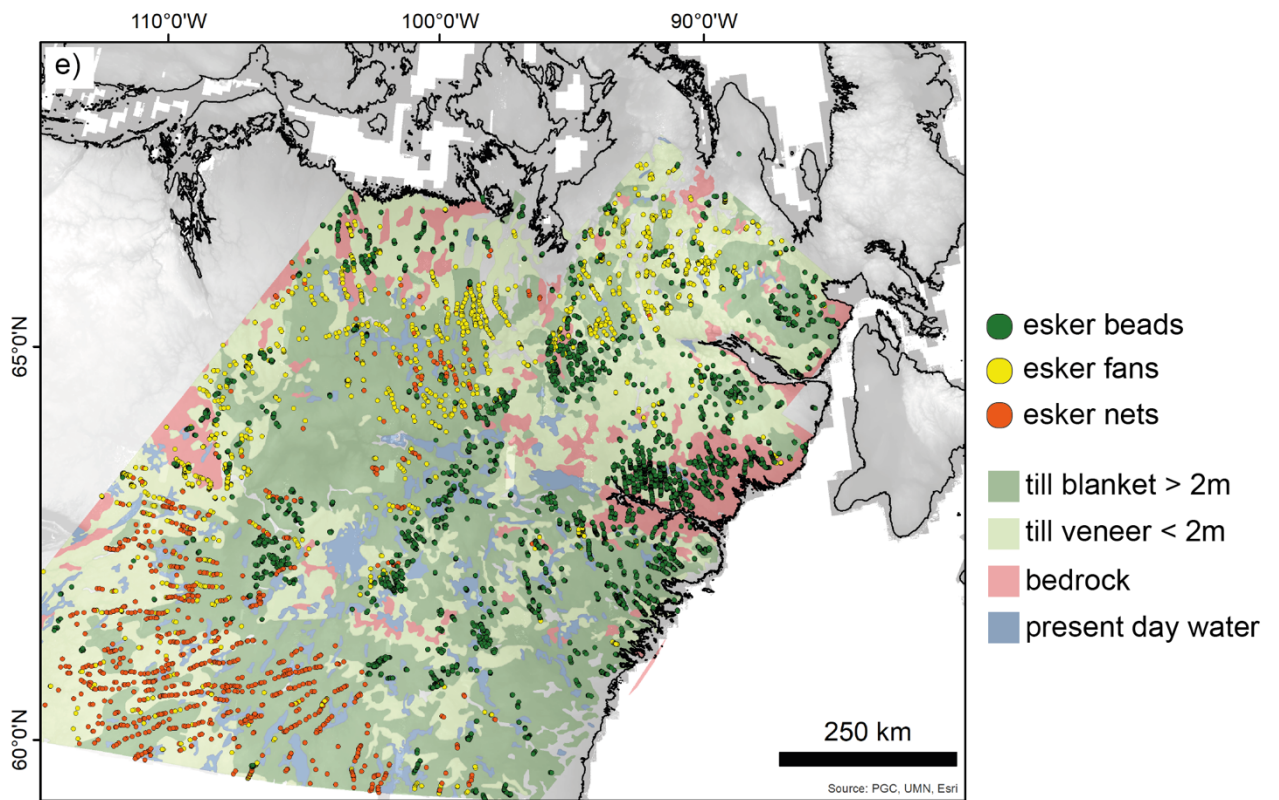 110°0'W
100°0'W
90°0'W
e)
65°0'N
60°0'N
esker beads
esker fans
esker nets
till blanket > 2m
till veneer < 2m
bedrock
present day water
250 km
Source: PGC, UMN, Esri